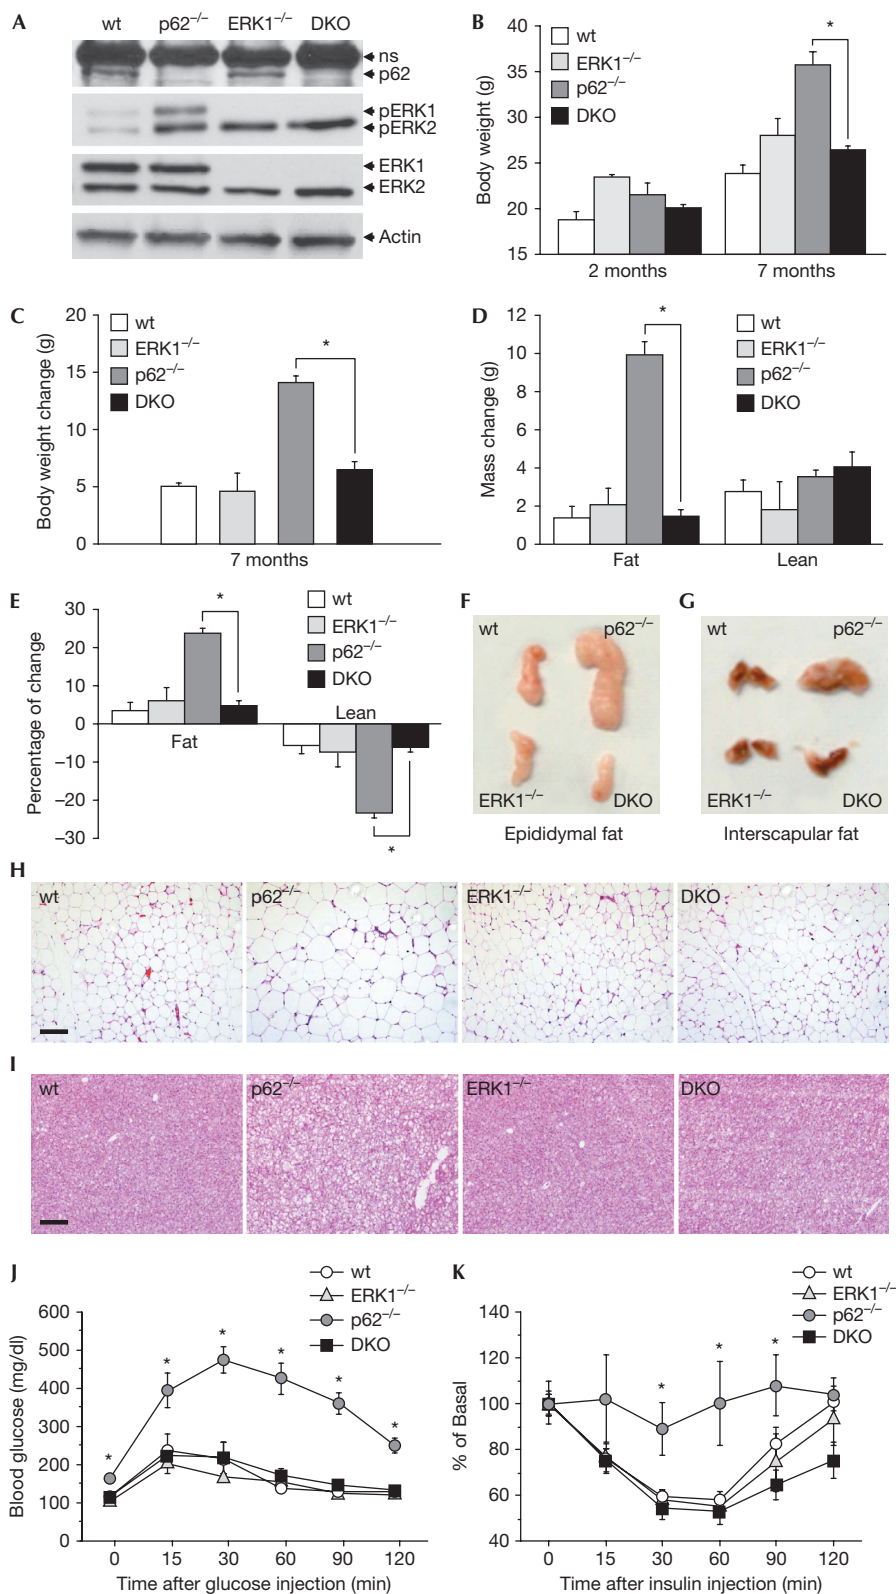 A
wt p62−/− ERK1−/− DKO
ns
p62
pERK1
pERK2
ERK1
ERK2
Actin
B
wt
ERK1−/−
p62−/−
DKO
*
Body weight (g)
40
35
30
25
20
15
2 months 7 months
C
wt
ERK1−/−
p62−/−
DKO
*
Body weight change (g)
20
15
10
5
0
7 months
D
wt
ERK1−/−
p62−/−
DKO
*
Mass change (g)
12
10
8
6
4
2
0
Fat Lean
E
wt
ERK1−/−
p62−/−
DKO
*
Percentage of change
30
20
10
0
−10
−20
−30
Fat
Lean
*
F
wt p62−/−
ERK1−/− DKO
Epididymal fat
G
wt p62−/−
ERK1−/− DKO
Interscapular fat
H
wt p62−/− ERK1−/− DKO
I
wt p62−/− ERK1−/− DKO
J
wt
ERK1−/−
p62−/−
DKO
Blood glucose (mg/dl)
600
500
400
300
200
100
0
* * * * * *
0 15 30 60 90 120
Time after glucose injection (min)
K
wt
ERK1−/−
p62−/−
DKO
% of Basal
140
120
100
80
60
40
* * *
0 15 30 60 90 120
Time after insulin injection (min)